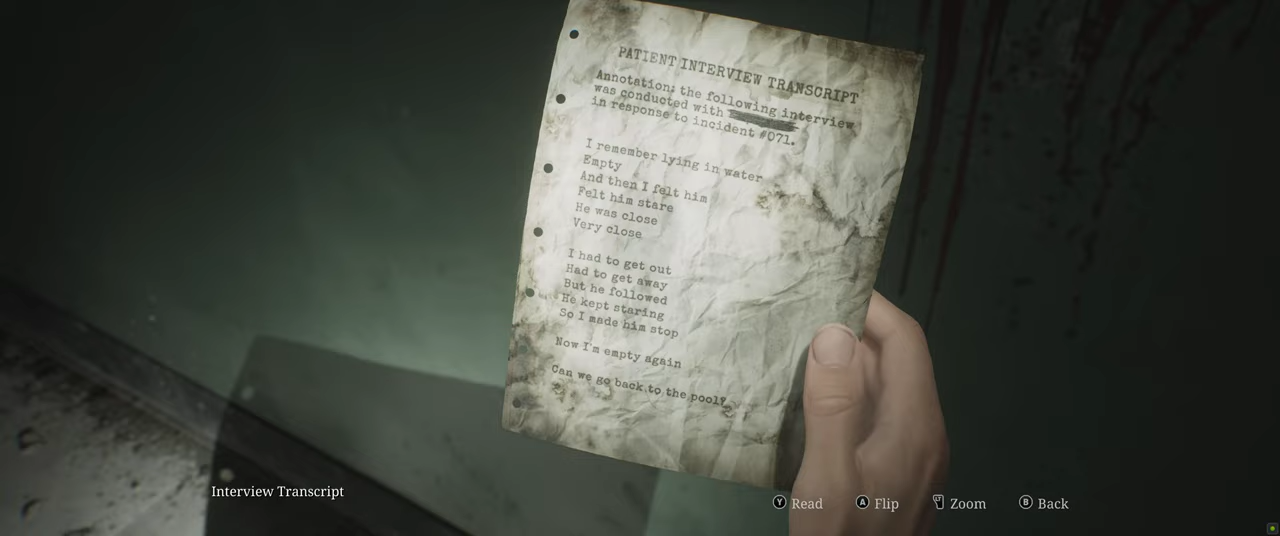 PATIENT INTERVIEW TRANSCRIPT
Annotation: the following interview
was conducted with
in response to incident #071.
I remember lying in water
Empty
And then I felt him
Felt him stare
He was close
Very close
I had to get out
Had to get away
But he followed
He kept staring
So I made him stop
Now I'm empty again
Can we go back to the pool?
Interview Transcript
Y Read
A Flip
LT Zoom
B Back